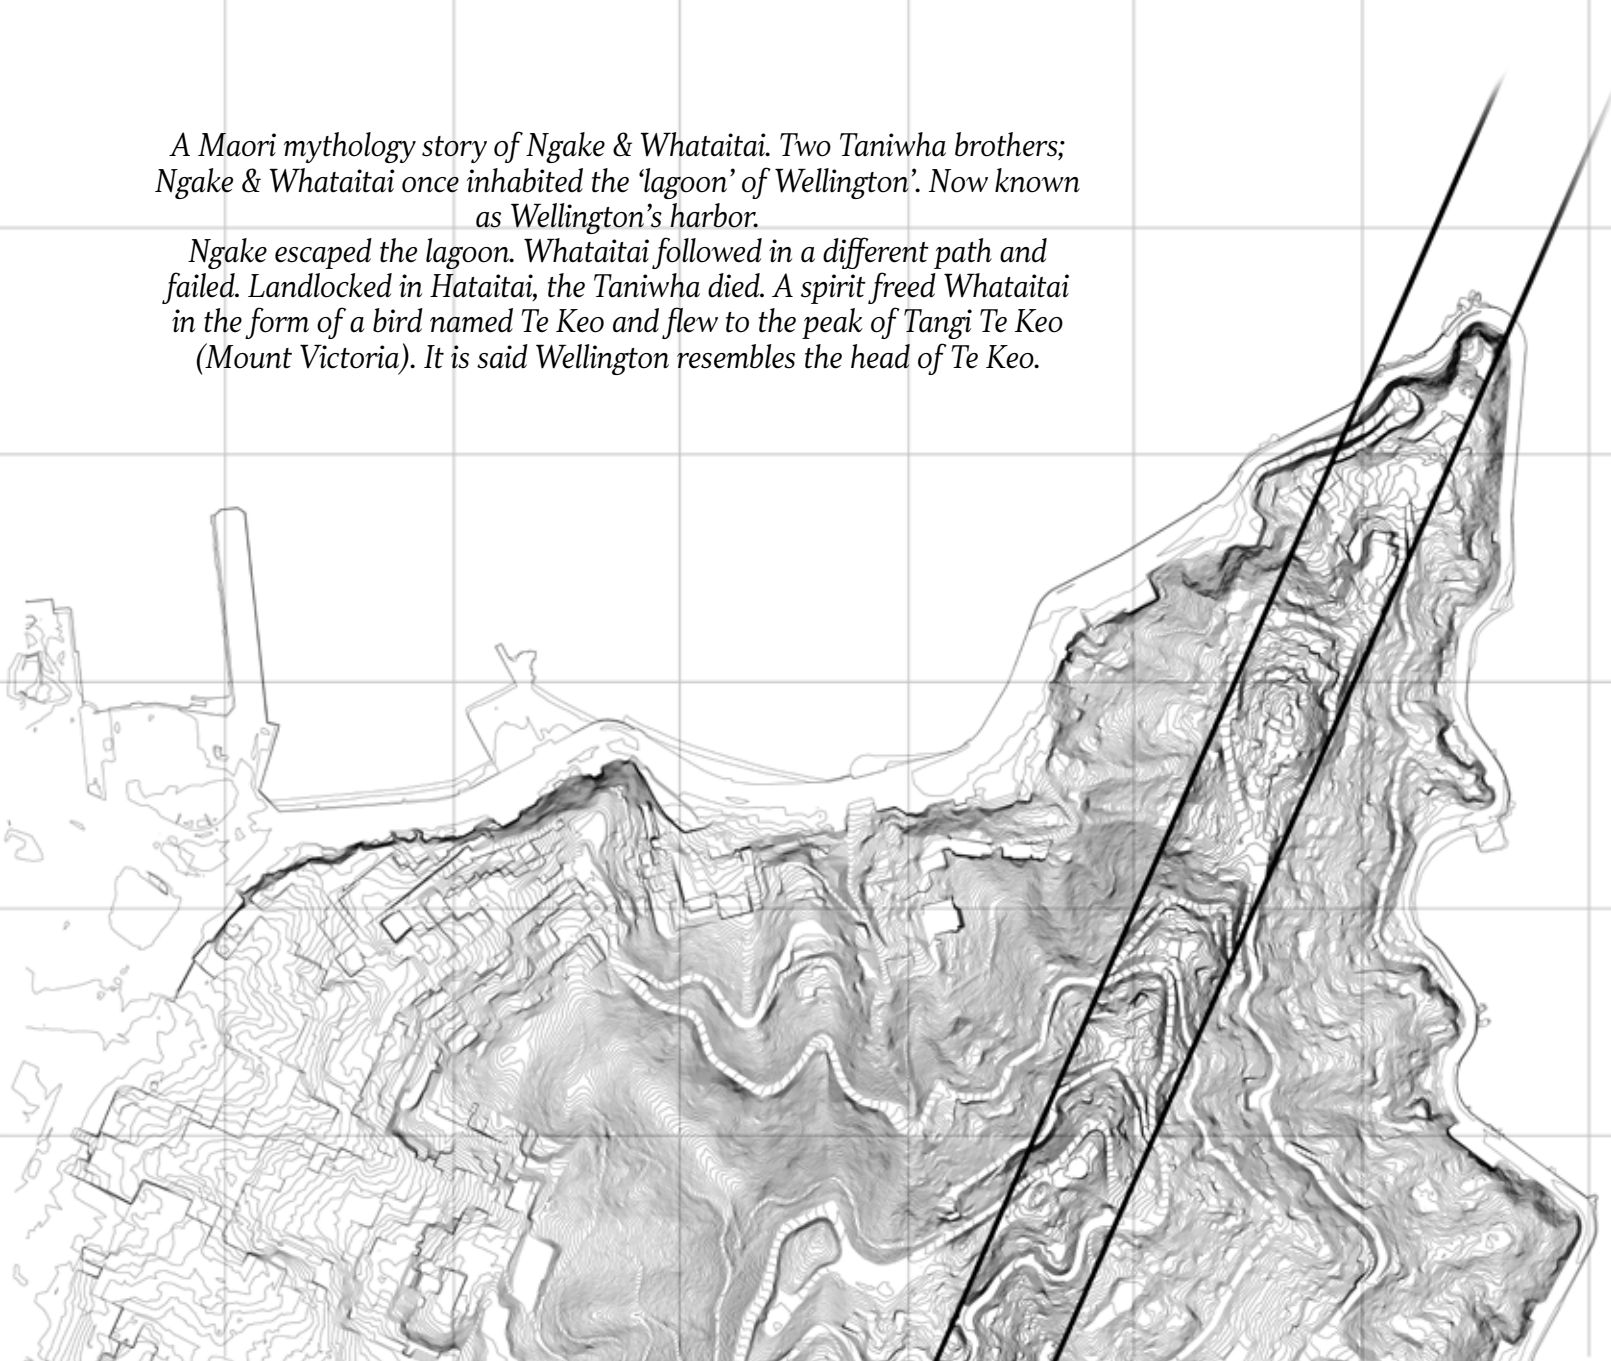 A Maori mythology story of Ngake & Whataitai. Two Taniwha brothers;
Ngake & Whataitai once inhabited the ‘lagoon’ of Wellington’. Now known
as Wellington’s harbor.
Ngake escaped the lagoon. Whataitai followed in a different path and
failed. Landlocked in Hataitai, the Taniwha died. A spirit freed Whataitai
in the form of a bird named Te Keo and flew to the peak of Tangi Te Keo
(Mount Victoria). It is said Wellington resembles the head of Te Keo.